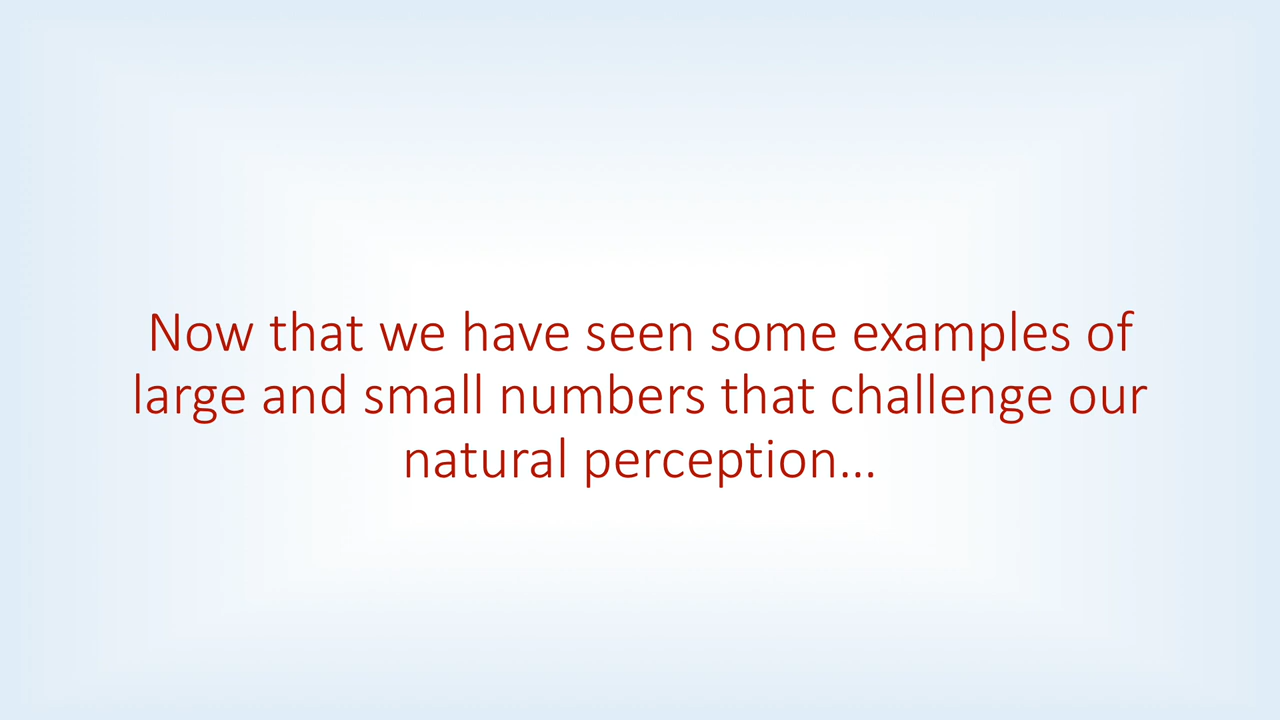 Now that we have seen some examples of
large and small numbers that challenge our
natural perception...